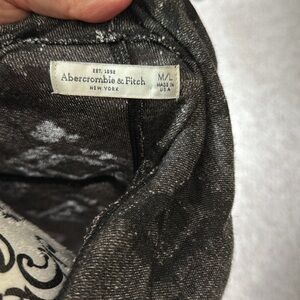 EST. 1892
Abercrombie & Fitch
NEW YORK
M/L
MADE IN
USA